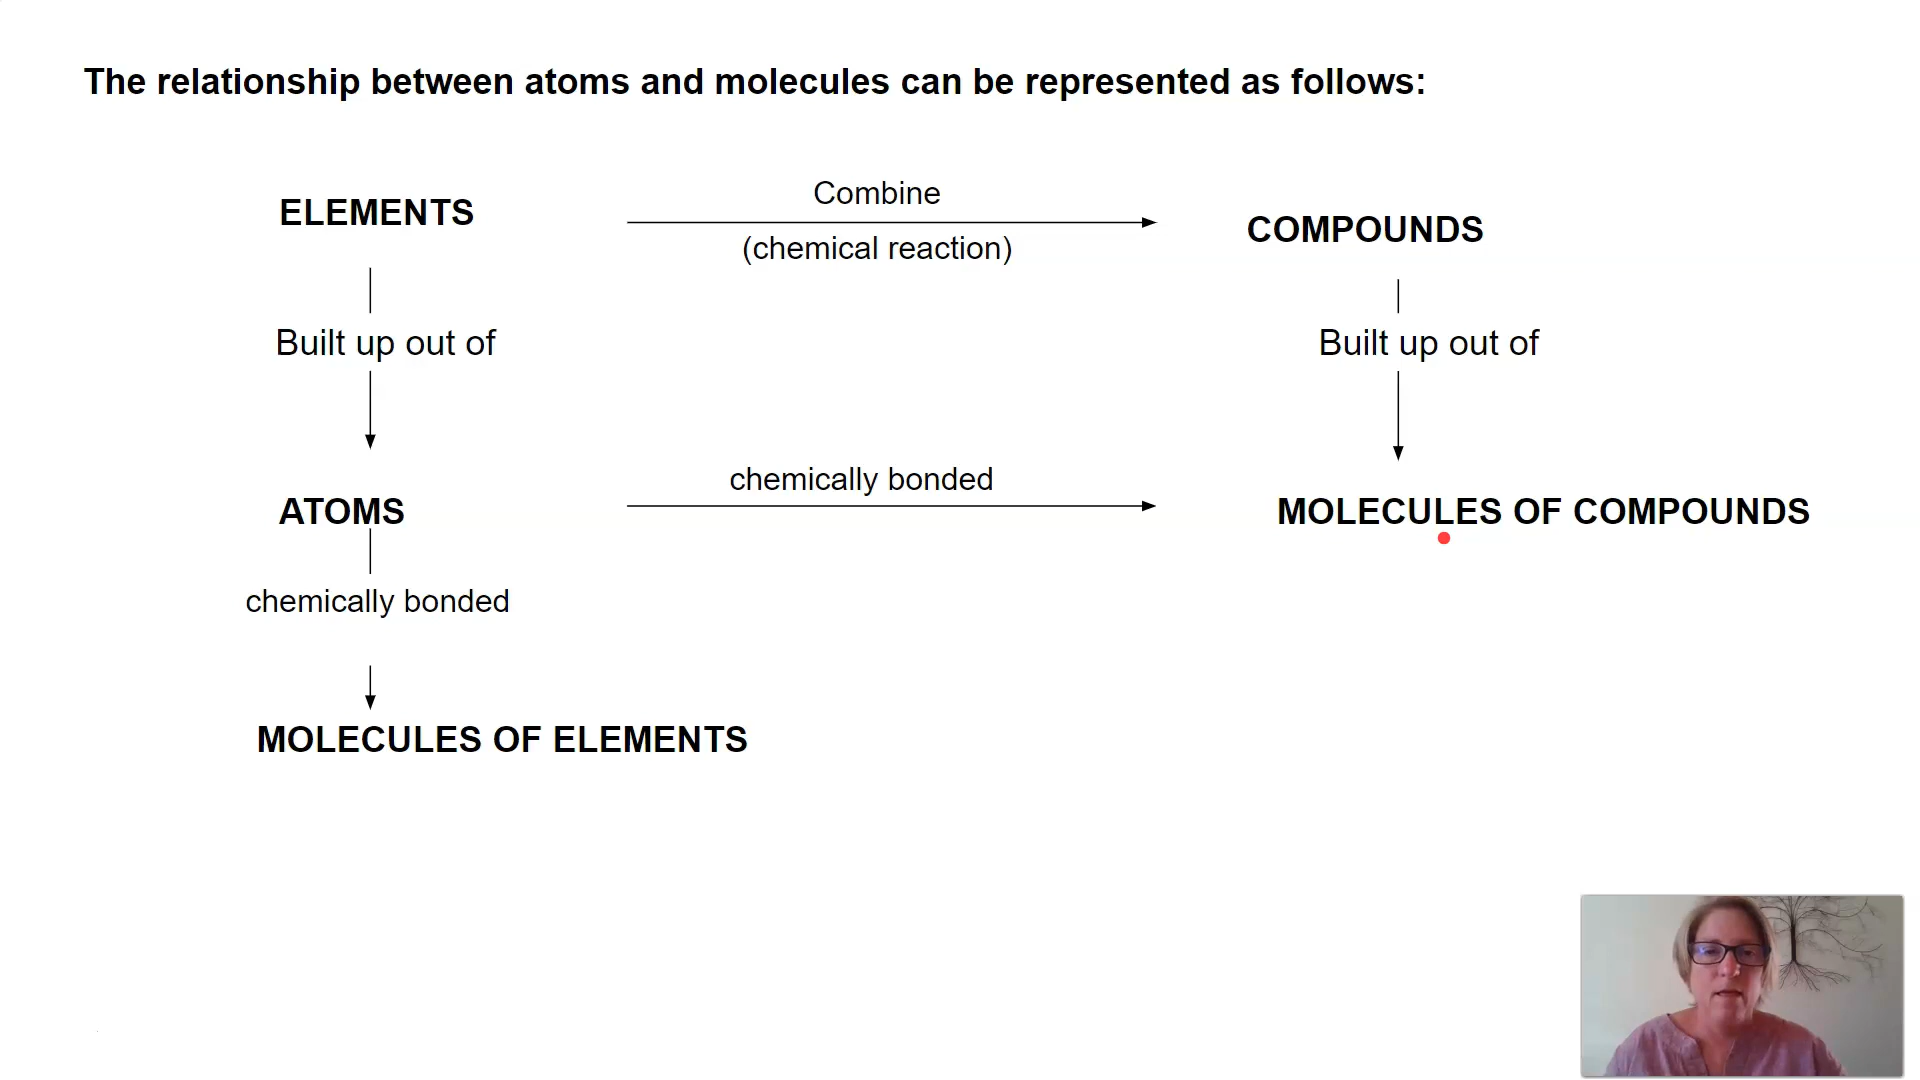 The relationship between atoms and molecules can be represented as follows:
ELEMENTS
Combine
(chemical reaction)
COMPOUNDS
Built up out of
Built up out of
ATOMS
chemically bonded
MOLECULES OF COMPOUNDS
chemically bonded
MOLECULES OF ELEMENTS